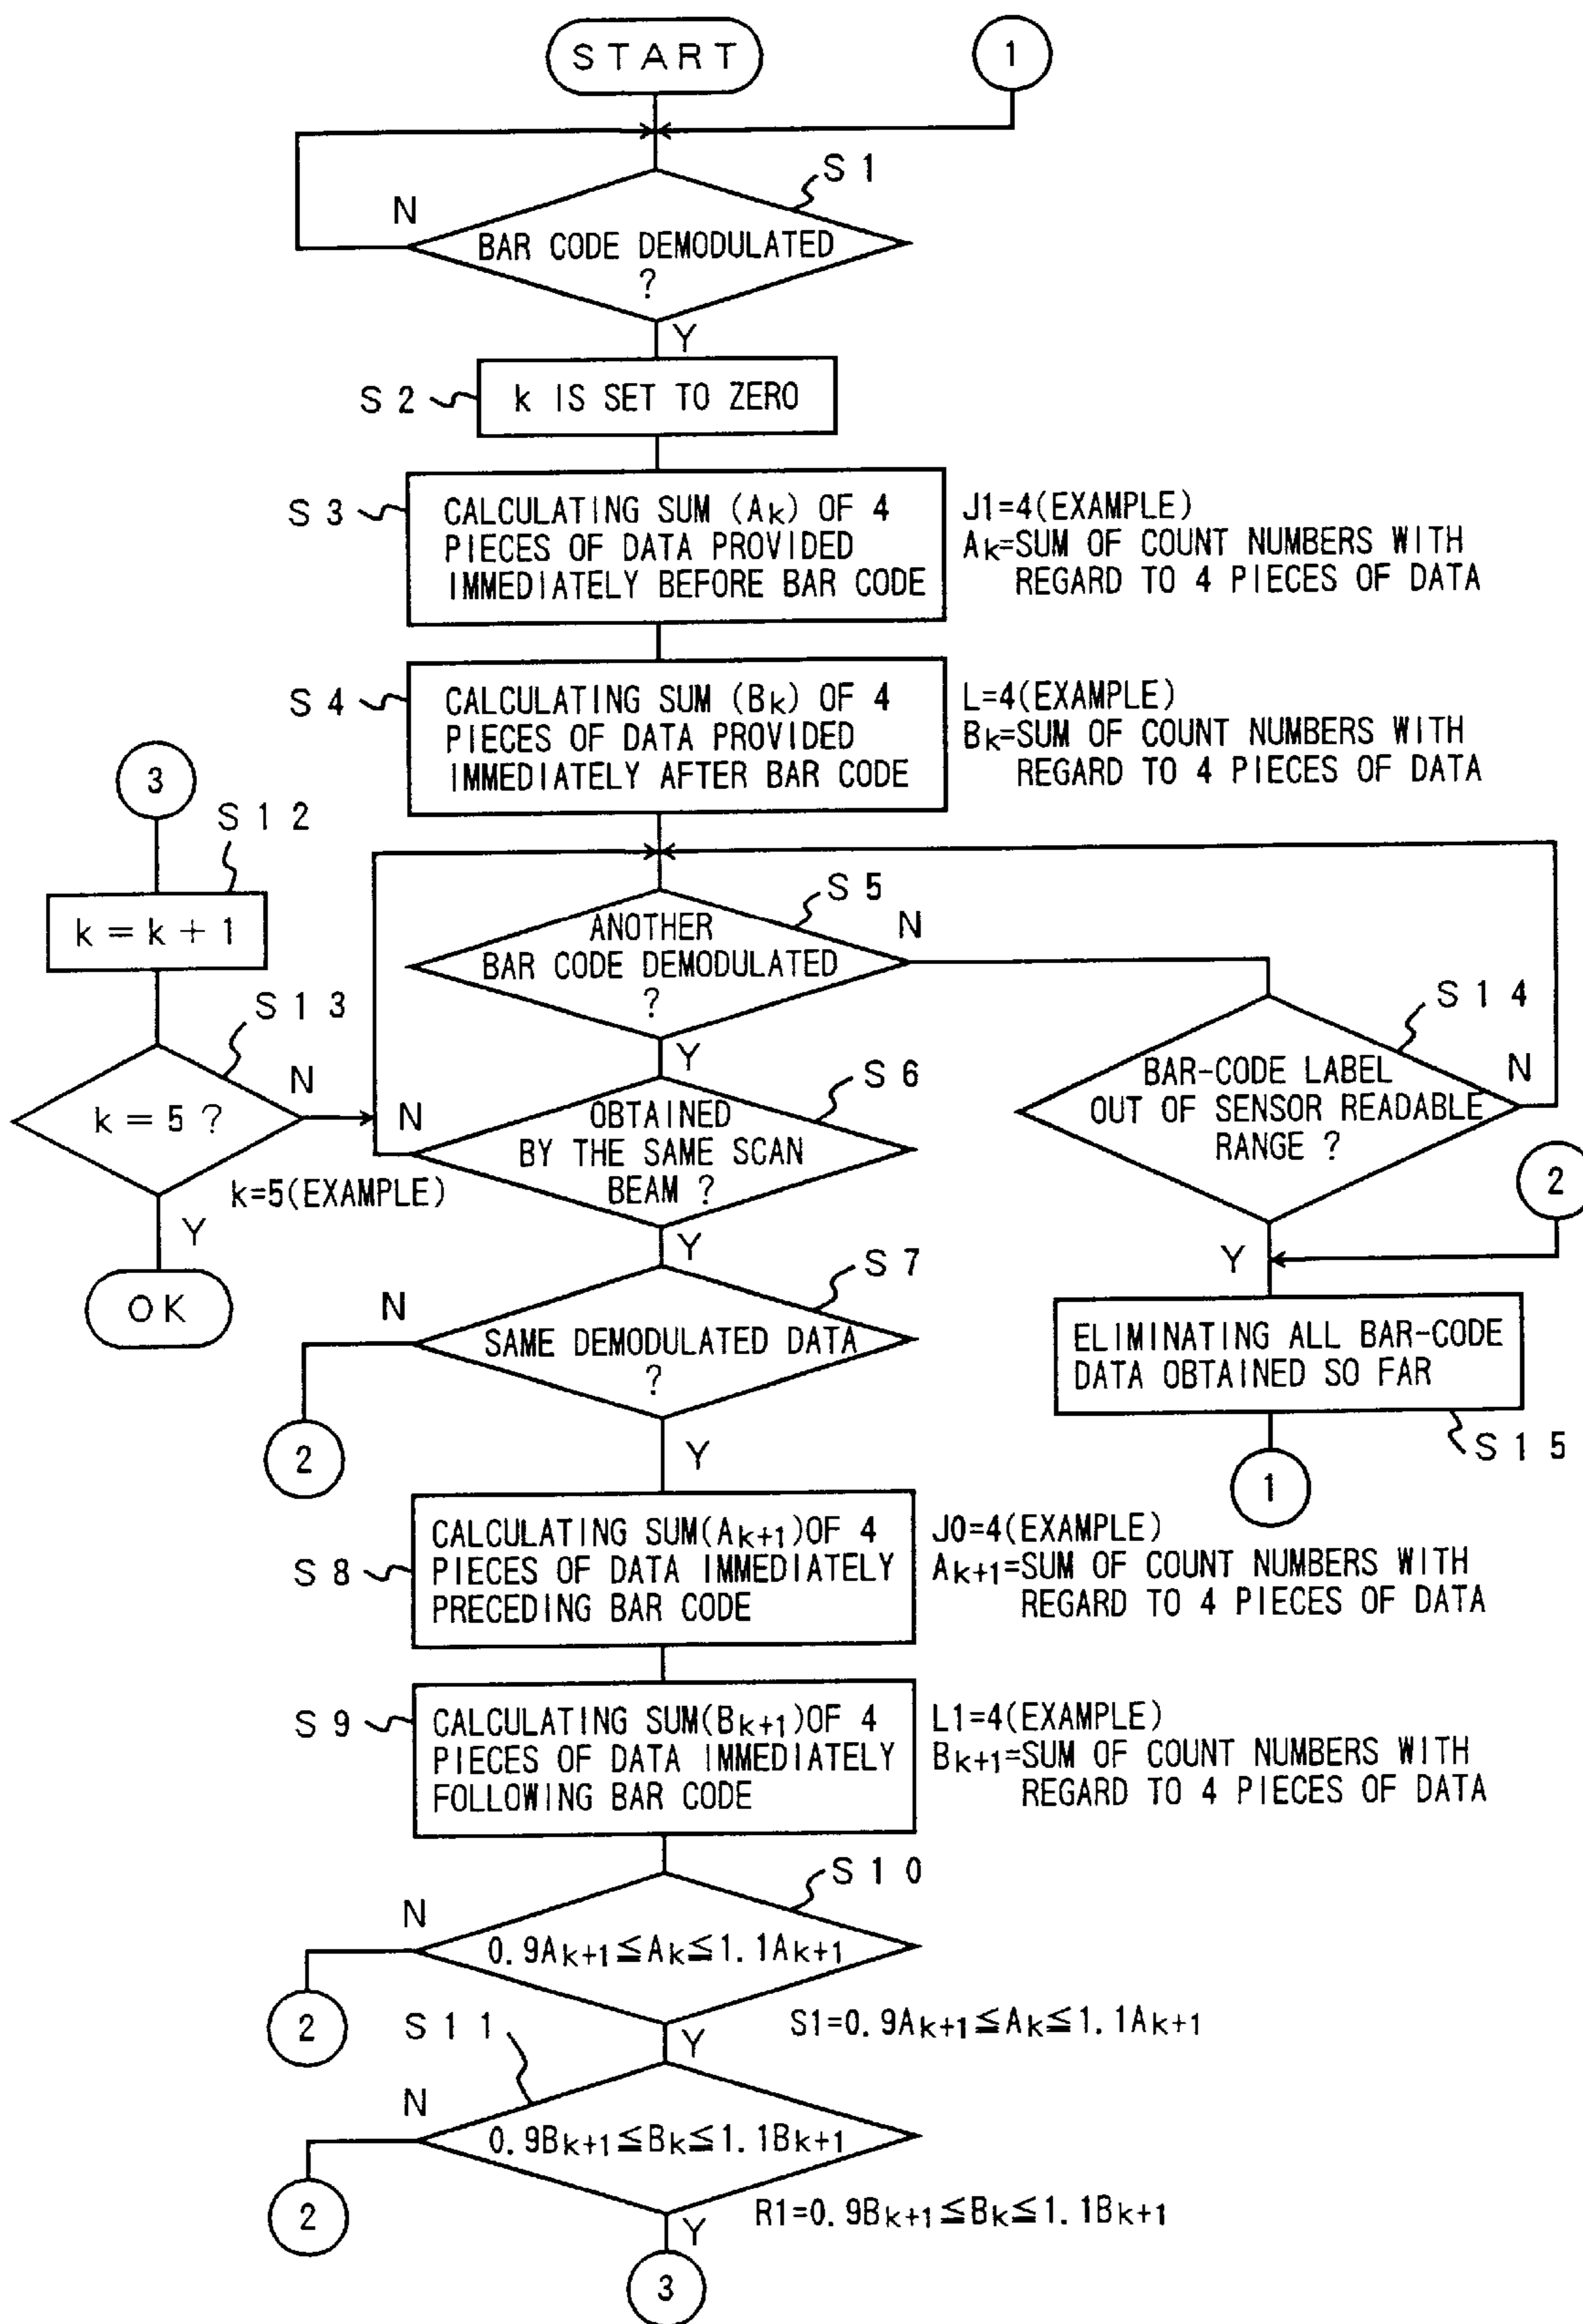 START
1
S1
N
BAR CODE DEMODULATED
?
Y
S2
k IS SET TO ZERO
S3
CALCULATING SUM (Ak) OF 4
PIECES OF DATA PROVIDED
IMMEDIATELY BEFORE BAR CODE
J1=4(EXAMPLE)
Ak=SUM OF COUNT NUMBERS WITH
REGARD TO 4 PIECES OF DATA
S4
CALCULATING SUM (Bk) OF 4
PIECES OF DATA PROVIDED
IMMEDIATELY AFTER BAR CODE
L=4(EXAMPLE)
Bk=SUM OF COUNT NUMBERS WITH
REGARD TO 4 PIECES OF DATA
3
S12
k=k+1
S13
k=5 ?
N
k=5(EXAMPLE)
Y
OK
S5
ANOTHER
BAR CODE DEMODULATED
?
N
Y
S6
OBTAINED
BY THE SAME SCAN
BEAM ?
N
Y
S14
BAR-CODE LABEL
OUT OF SENSOR READABLE
RANGE ?
N
2
Y
ELIMINATING ALL BAR-CODE
DATA OBTAINED SO FAR
S15
1
S7
N
SAME DEMODULATED DATA
?
2
Y
S8
CALCULATING SUM(Ak+1)OF 4
PIECES OF DATA IMMEDIATELY
PRECEDING BAR CODE
J0=4(EXAMPLE)
Ak+1=SUM OF COUNT NUMBERS WITH
REGARD TO 4 PIECES OF DATA
S9
CALCULATING SUM(Bk+1)OF 4
PIECES OF DATA IMMEDIATELY
FOLLOWING BAR CODE
L1=4(EXAMPLE)
Bk+1=SUM OF COUNT NUMBERS WITH
REGARD TO 4 PIECES OF DATA
S10
N
0.9Ak+1≦Ak≦1.1Ak+1
2
S1=0.9Ak+1≦Ak≦1.1Ak+1
Y
S11
N
0.9Bk+1≦Bk≦1.1Bk+1
2
R1=0.9Bk+1≦Bk≦1.1Bk+1
Y
3